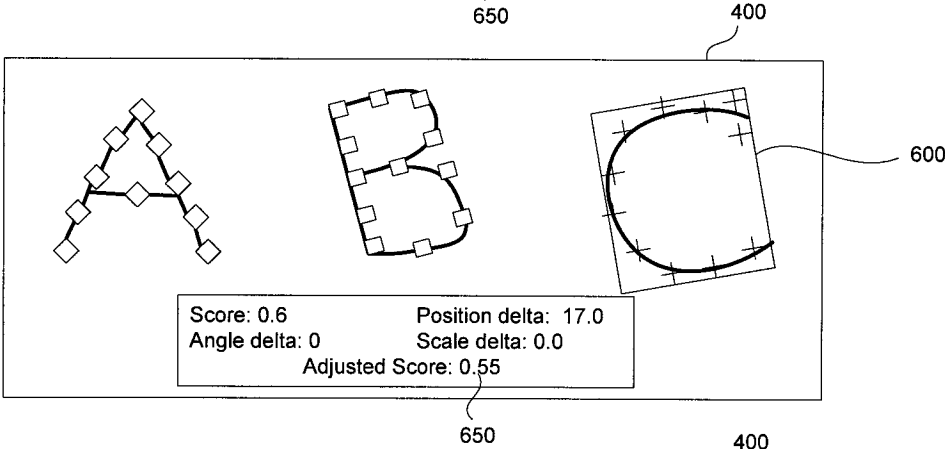 650
400
A B C
600
Score: 0.6 Position delta: 17.0
Angle delta: 0 Scale delta: 0.0
Adjusted Score: 0.55
650
400